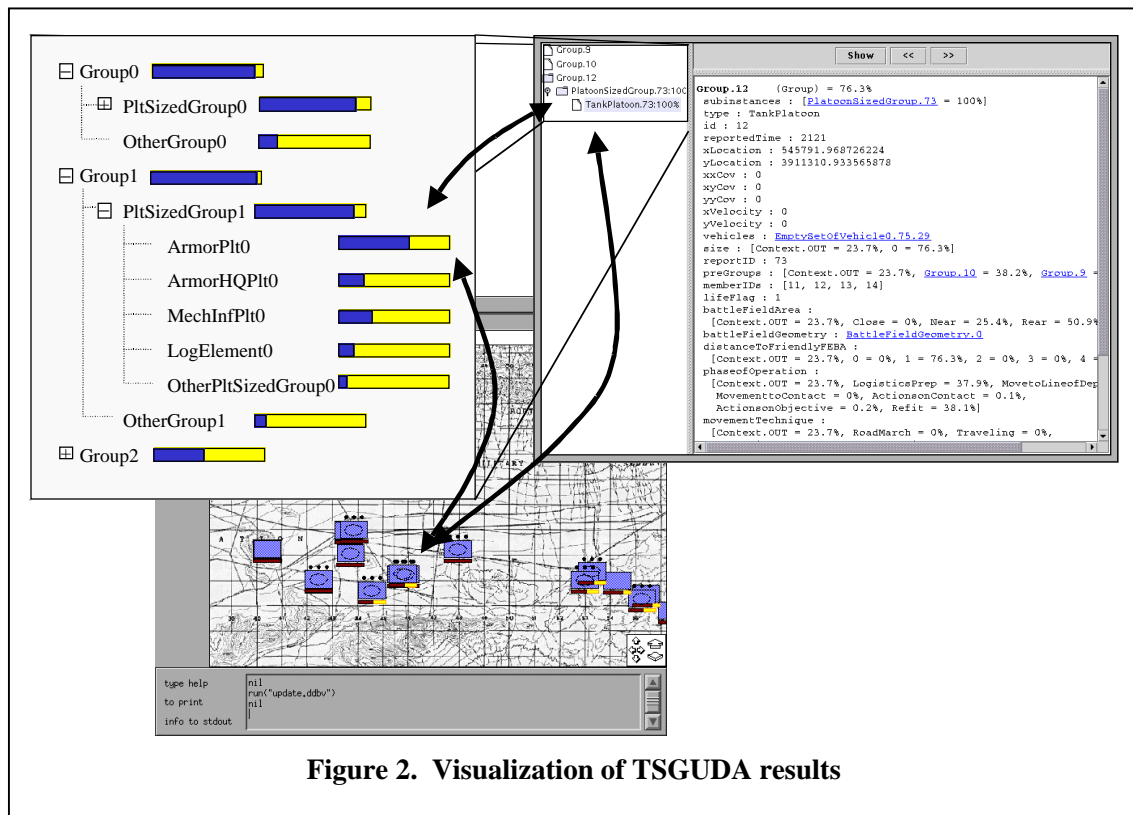 Group0
PltSizedGroup0
OtherGroup0
Group1
PltSizedGroup1
ArmorPlt0
ArmorHQPlt0
MechInfPlt0
LogElement0
OtherPltSizedGroup0
OtherGroup1
Group2
Group.9
Group.10
Group.12
PlatoonSizedGroup.73:100
TankPlatoon.73:100%
Show << >>
Group.12 (Group) = 76.3%
subinstances : [PlatoonSizedGroup.73 = 100%]
type : TankPlatoon
id : 12
reportedTime : 2121
xLocation : 545791.968726224
yLocation : 3911310.933565878
xxCov : 0
xyCov : 0
yyCov : 0
xVelocity : 0
yVelocity : 0
vehicles : EmptySetOfVehicle0.75.29
size : [Context.OUT = 23.7%, 0 = 76.3%]
reportID : 73
preGroups : [Context.OUT = 23.7%, Group.10 = 38.2%, Group.9 =
memberIDs : [11, 12, 13, 14]
lifeFlag : 1
battleFieldArea :
[Context.OUT = 23.7%, Close = 0%, Near = 25.4%, Rear = 50.9%
battleFieldGeometry : BattleFieldGeometry.0
distanceToFriendlyFEBA :
[Context.OUT = 23.7%, 0 = 0%, 1 = 76.3%, 2 = 0%, 3 = 0%, 4 =
phaseofOperation :
[Context.OUT = 23.7%, LogisticsPrep = 37.9%, MovetoLineofDep
MovementtoContact = 0%, ActionsonContact = 0.1%,
ActionsonObjective = 0.2%, Refit = 38.1%]
movementTechnique :
[Context.OUT = 23.7%, RoadMarch = 0%, Traveling = 0%,
type help
to print
info to stdout
nil
run("update.ddbv")
nil
Figure 2. Visualization of TSGUDA results